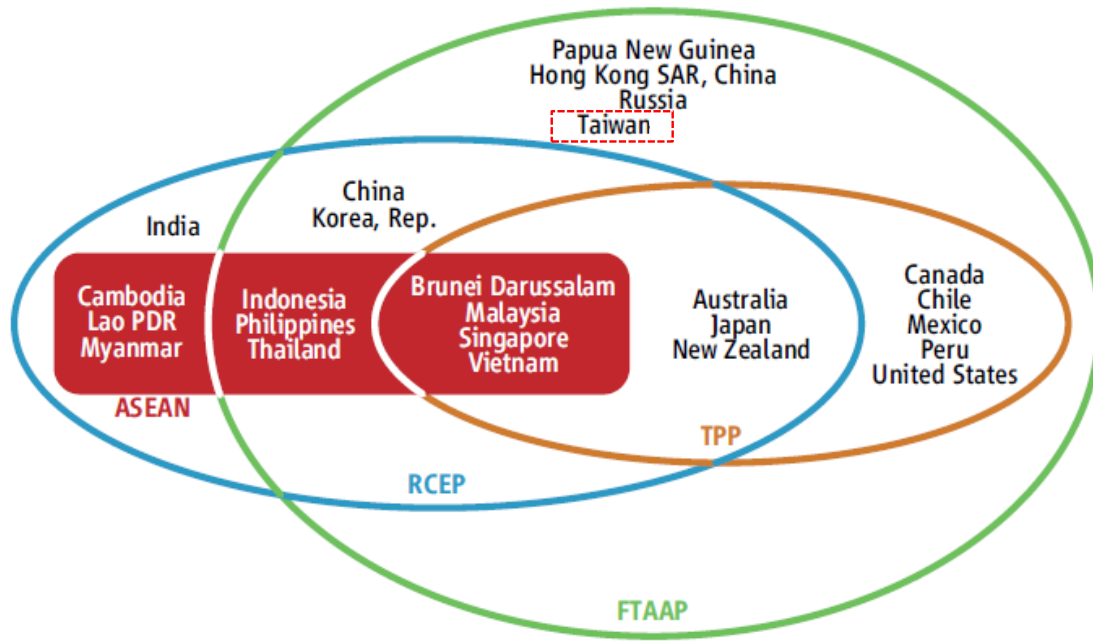 Papua New Guinea
Hong Kong SAR, China
Russia
Taiwan
China
Korea, Rep.
India
Cambodia
Lao PDR
Myanmar
Indonesia
Philippines
Thailand
Brunei Darussalam
Malaysia
Singapore
Vietnam
Australia
Japan
New Zealand
Canada
Chile
Mexico
Peru
United States
ASEAN
TPP
RCEP
FTAAP